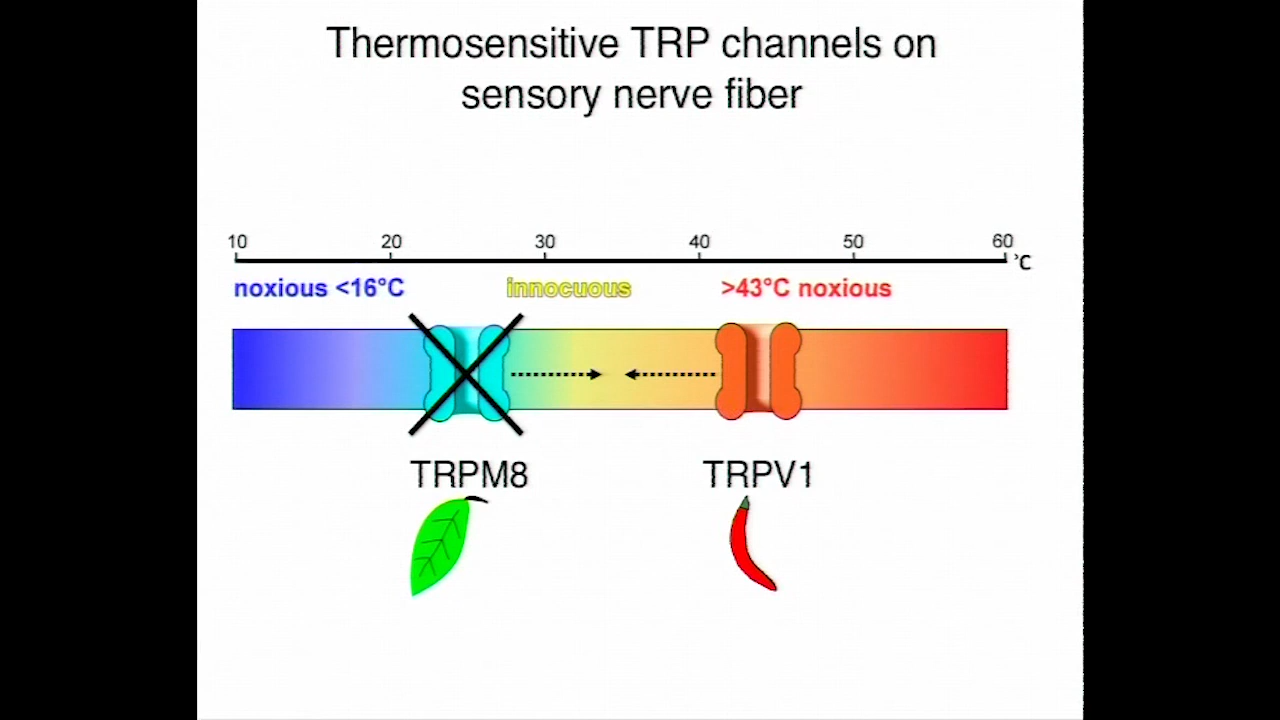 Thermosensitive TRP channels on
sensory nerve fiber
10 20 30 40 50 60 °C
noxious <16°C innocuous >43°C noxious
TRPM8 TRPV1